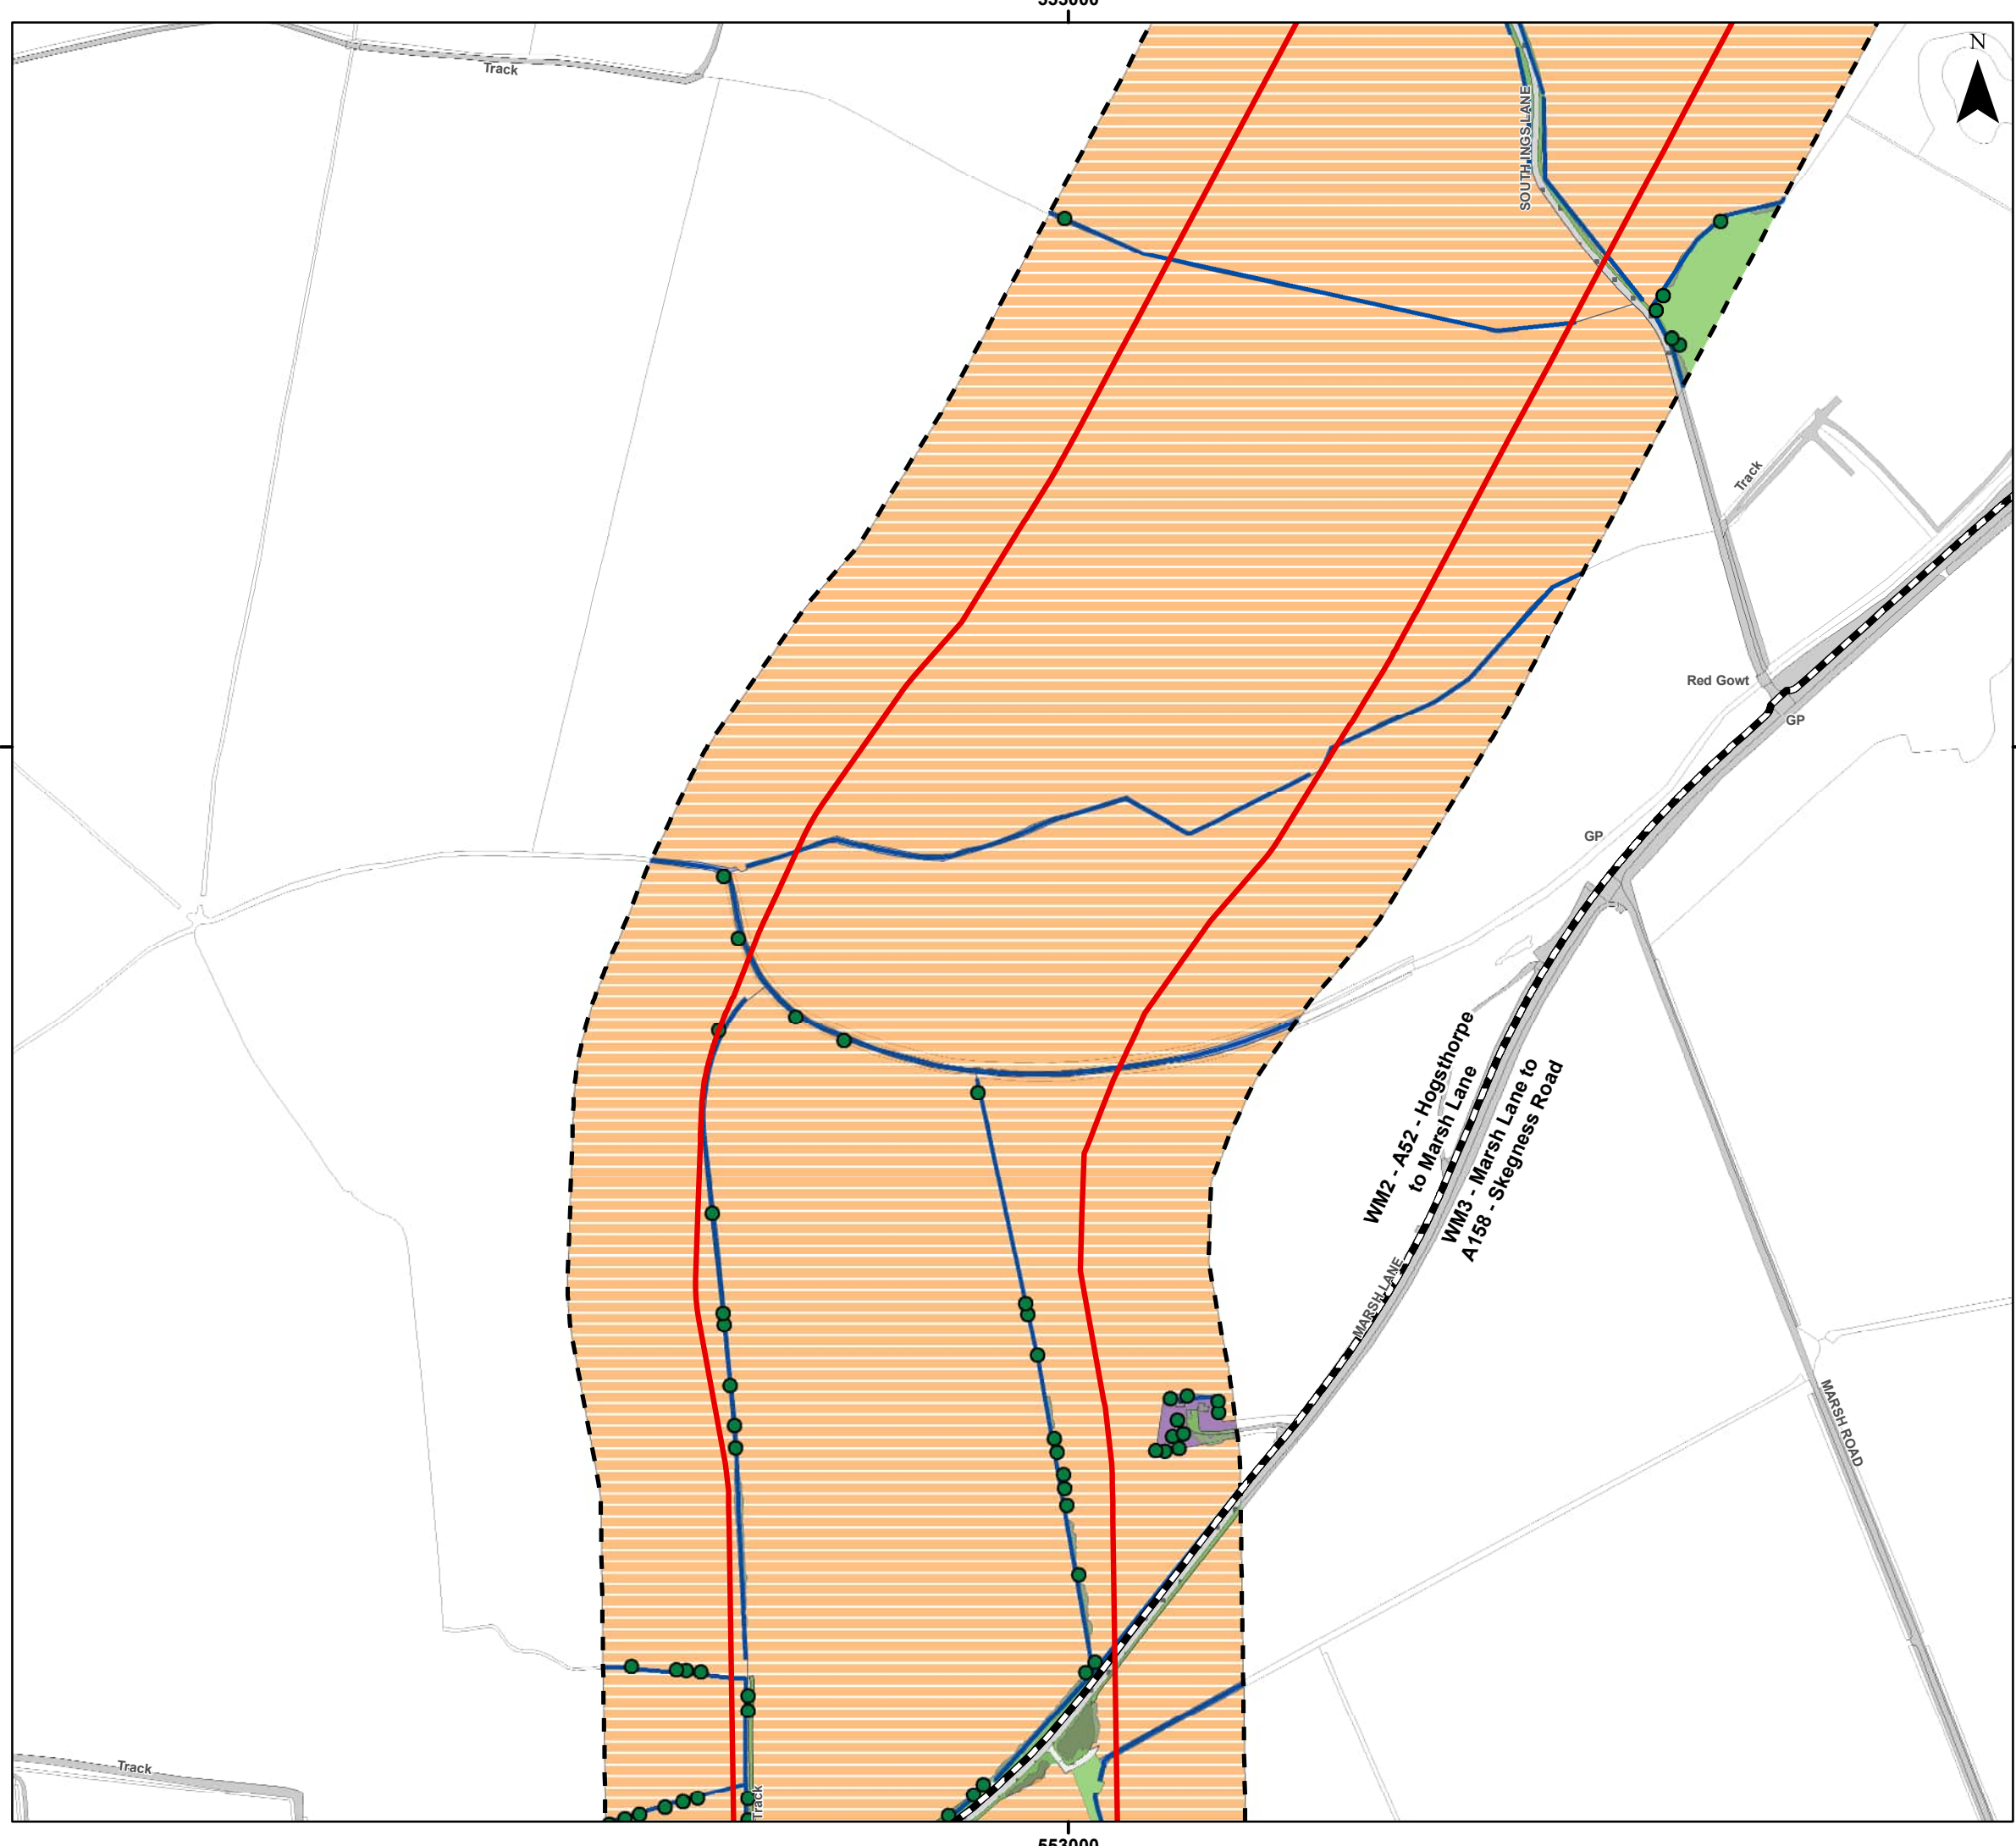 553000
N
Track
SOUTH INGS LANE
Track
Red Gowt
GP
GP
WM2 - A52 - Hogsthorpe
to Marsh Lane
WM3 - Marsh Lane to
A158 - Skegness Road
MARSH LANE
MARSH ROAD
Track
Track
553000